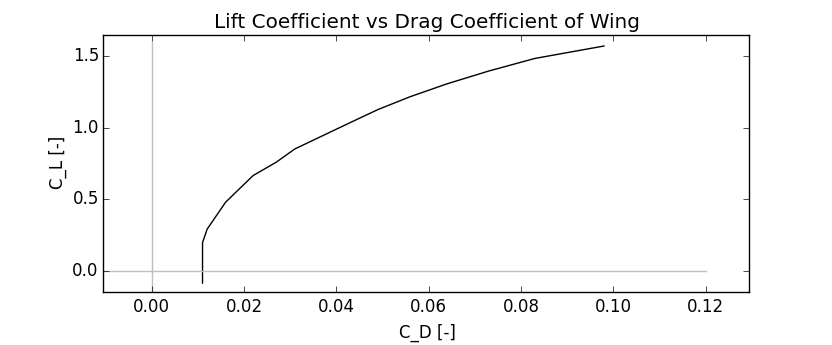 Lift Coefficient vs Drag Coefficient of Wing
1.5
1.0
0.5
0.0
C_L [-]
0.00 0.02 0.04 0.06 0.08 0.10 0.12
C_D [-]